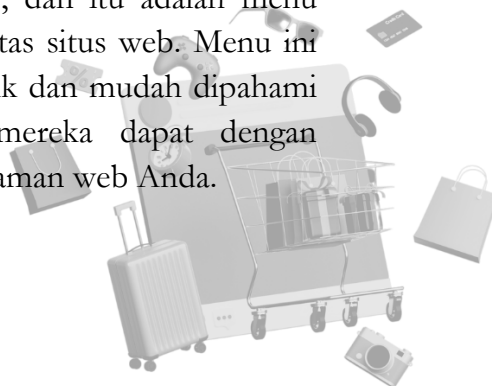 , dan itu adalah menu
tas situs web. Menu ini
k dan mudah dipahami
mereka dapat dengan
aman web Anda.